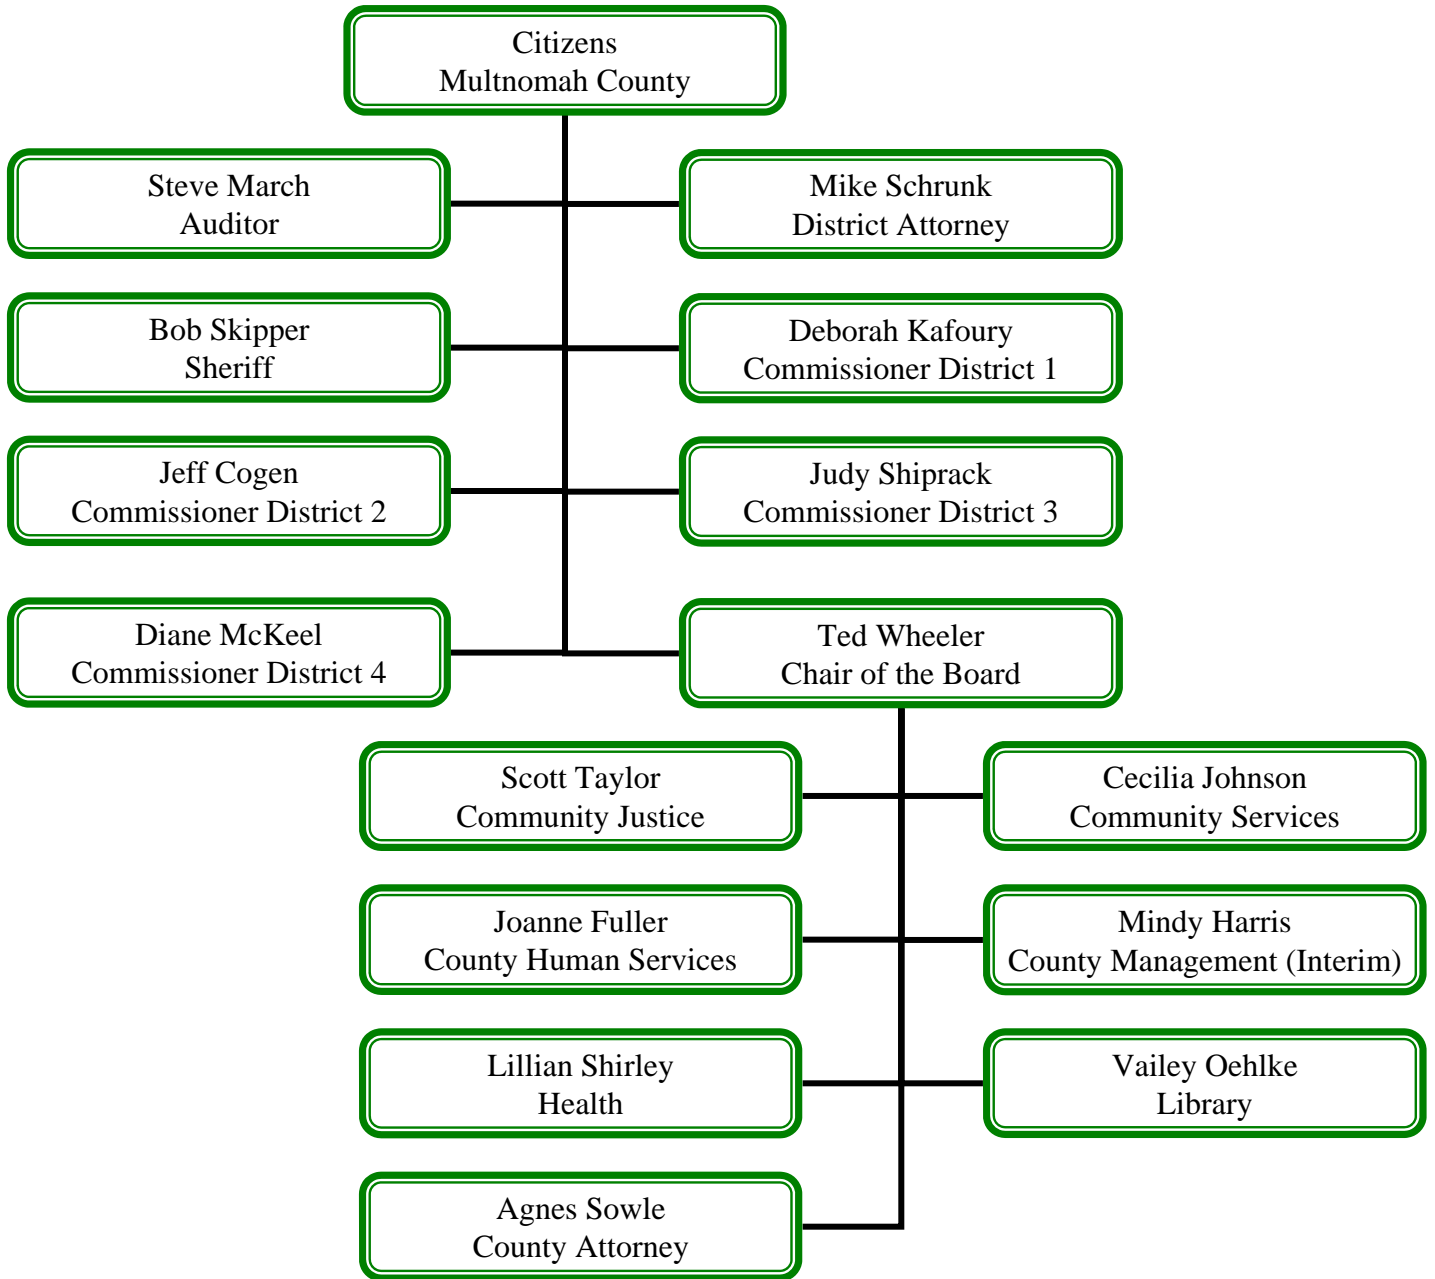 Citizens
Multnomah County
Steve March
Auditor
Mike Schrunk
District Attorney
Bob Skipper
Sheriff
Deborah Kafoury
Commissioner District 1
Jeff Cogen
Commissioner District 2
Judy Shiprack
Commissioner District 3
Diane McKeel
Commissioner District 4
Ted Wheeler
Chair of the Board
Scott Taylor
Community Justice
Cecilia Johnson
Community Services
Joanne Fuller
County Human Services
Mindy Harris
County Management (Interim)
Lillian Shirley
Health
Vailey Oehlke
Library
Agnes Sowle
County Attorney